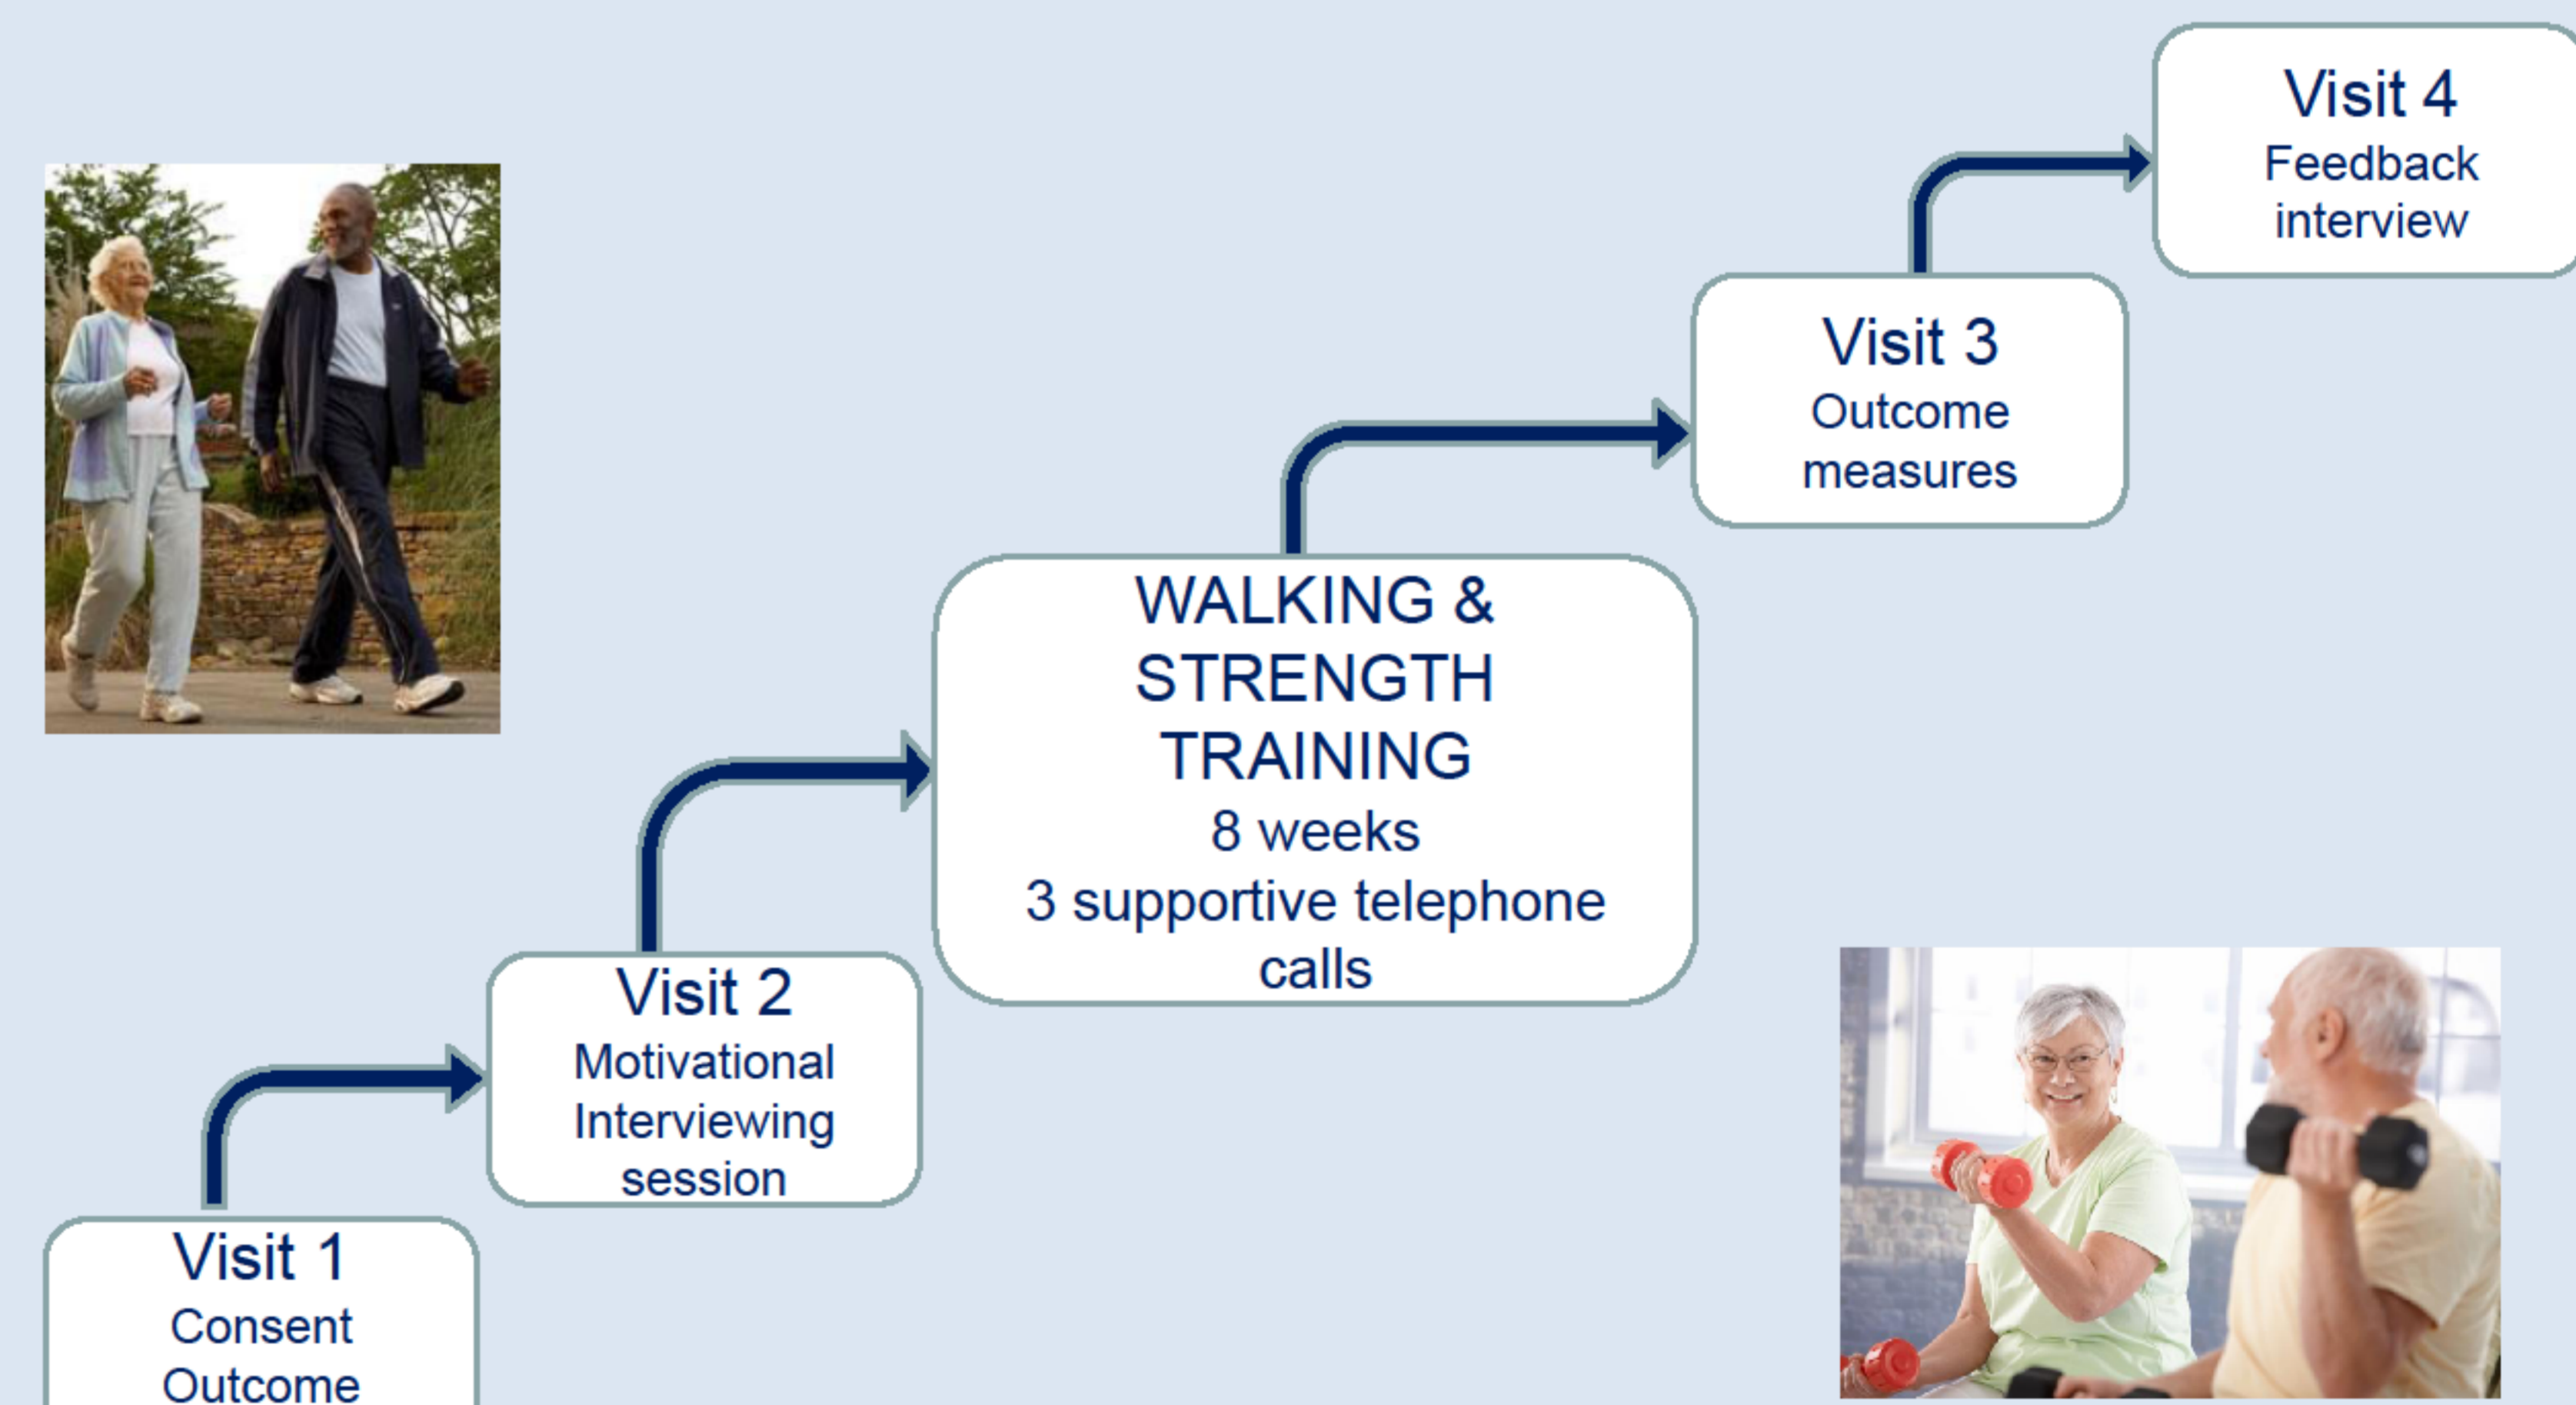 Visit 4
Feedback
interview
Visit 3
Outcome
measures
WALKING &
STRENGTH
TRAINING
8 weeks
3 supportive telephone
calls
Visit 2
Motivational
Interviewing
session
Visit 1
Consent
Outcome